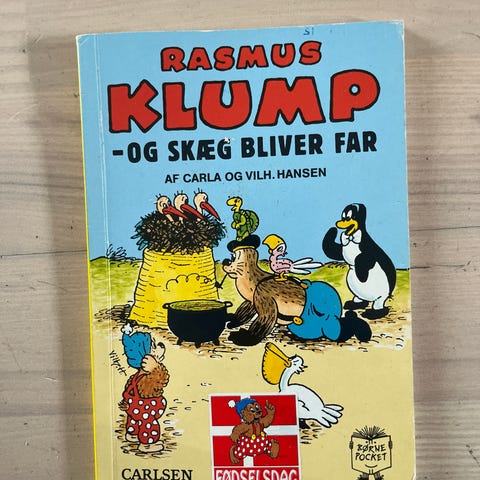 RASMUS
KLUMP
-OG SKÆG BLIVER FAR
AF CARLA OG VILH. HANSEN
CARLSEN
FØDSELSDAG
BØRNE
POCKET